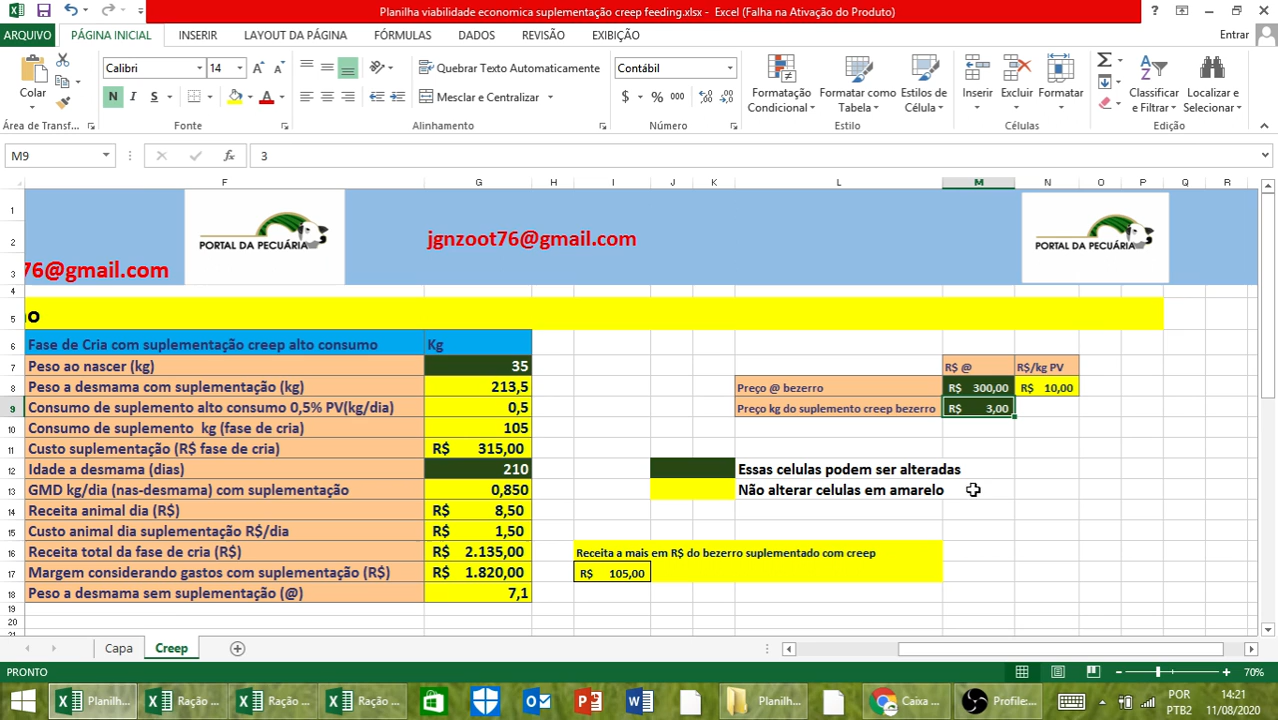 Planilha viabilidade economica suplementação creep feeding.xlsx - Excel (Falha na Ativação do Produto)
ARQUIVO PÁGINA INICIAL INSERIR LAYOUT DA PÁGINA FÓRMULAS DADOS REVISÃO EXIBIÇÃO Entrar
Colar
Calibri 14
N I S
Quebrar Texto Automaticamente
Mesclar e Centralizar
Contábil
$ % 000
Formatação Condicional
Formatar como Tabela
Estilos de Célula
Inserir Excluir Formatar
Classificar e Filtrar
Localizar e Selecionar
Área de Transf... Fonte Alinhamento Número Estilo Células Edição
M9 fx 3
F G H I J K L M N O P Q R
1
PORTAL DA PECUÁRIA
2 jgnzoot76@gmail.com
PORTAL DA PECUÁRIA
3 76@gmail.com
4
5 no
6 Fase de Cria com suplementação creep alto consumo Kg
7 Peso ao nascer (kg) 35 R$ @ R$/kg PV
8 Peso a desmama com suplementação (kg) 213,5 Preço @ bezerro R$ 300,00 R$ 10,00
9 Consumo de suplemento alto consumo 0,5% PV(kg/dia) 0,5 Preço kg do suplemento creep bezerro R$ 3,00
10 Consumo de suplemento kg (fase de cria) 105
11 Custo suplementação (R$ fase de cria) R$ 315,00
12 Idade a desmama (dias) 210 Essas celulas podem ser alteradas
13 GMD kg/dia (nas-desmama) com suplementação 0,850 Não alterar celulas em amarelo
14 Receita animal dia (R$) R$ 8,50
15 Custo animal dia suplementação R$/dia R$ 1,50
16 Receita total da fase de cria (R$) R$ 2.135,00 Receita a mais em R$ do bezerro suplementado com creep
17 Margem considerando gastos com suplementação (R$) R$ 1.820,00 R$ 105,00
18 Peso a desmama sem suplementação (@) 7,1
19
20
21
Capa Creep
PRONTO 70%
Planilh... Ração ... Ração ... Ração ... Planilh... Caixa ... Profile:... POR PTB2 14:21 11/08/2020